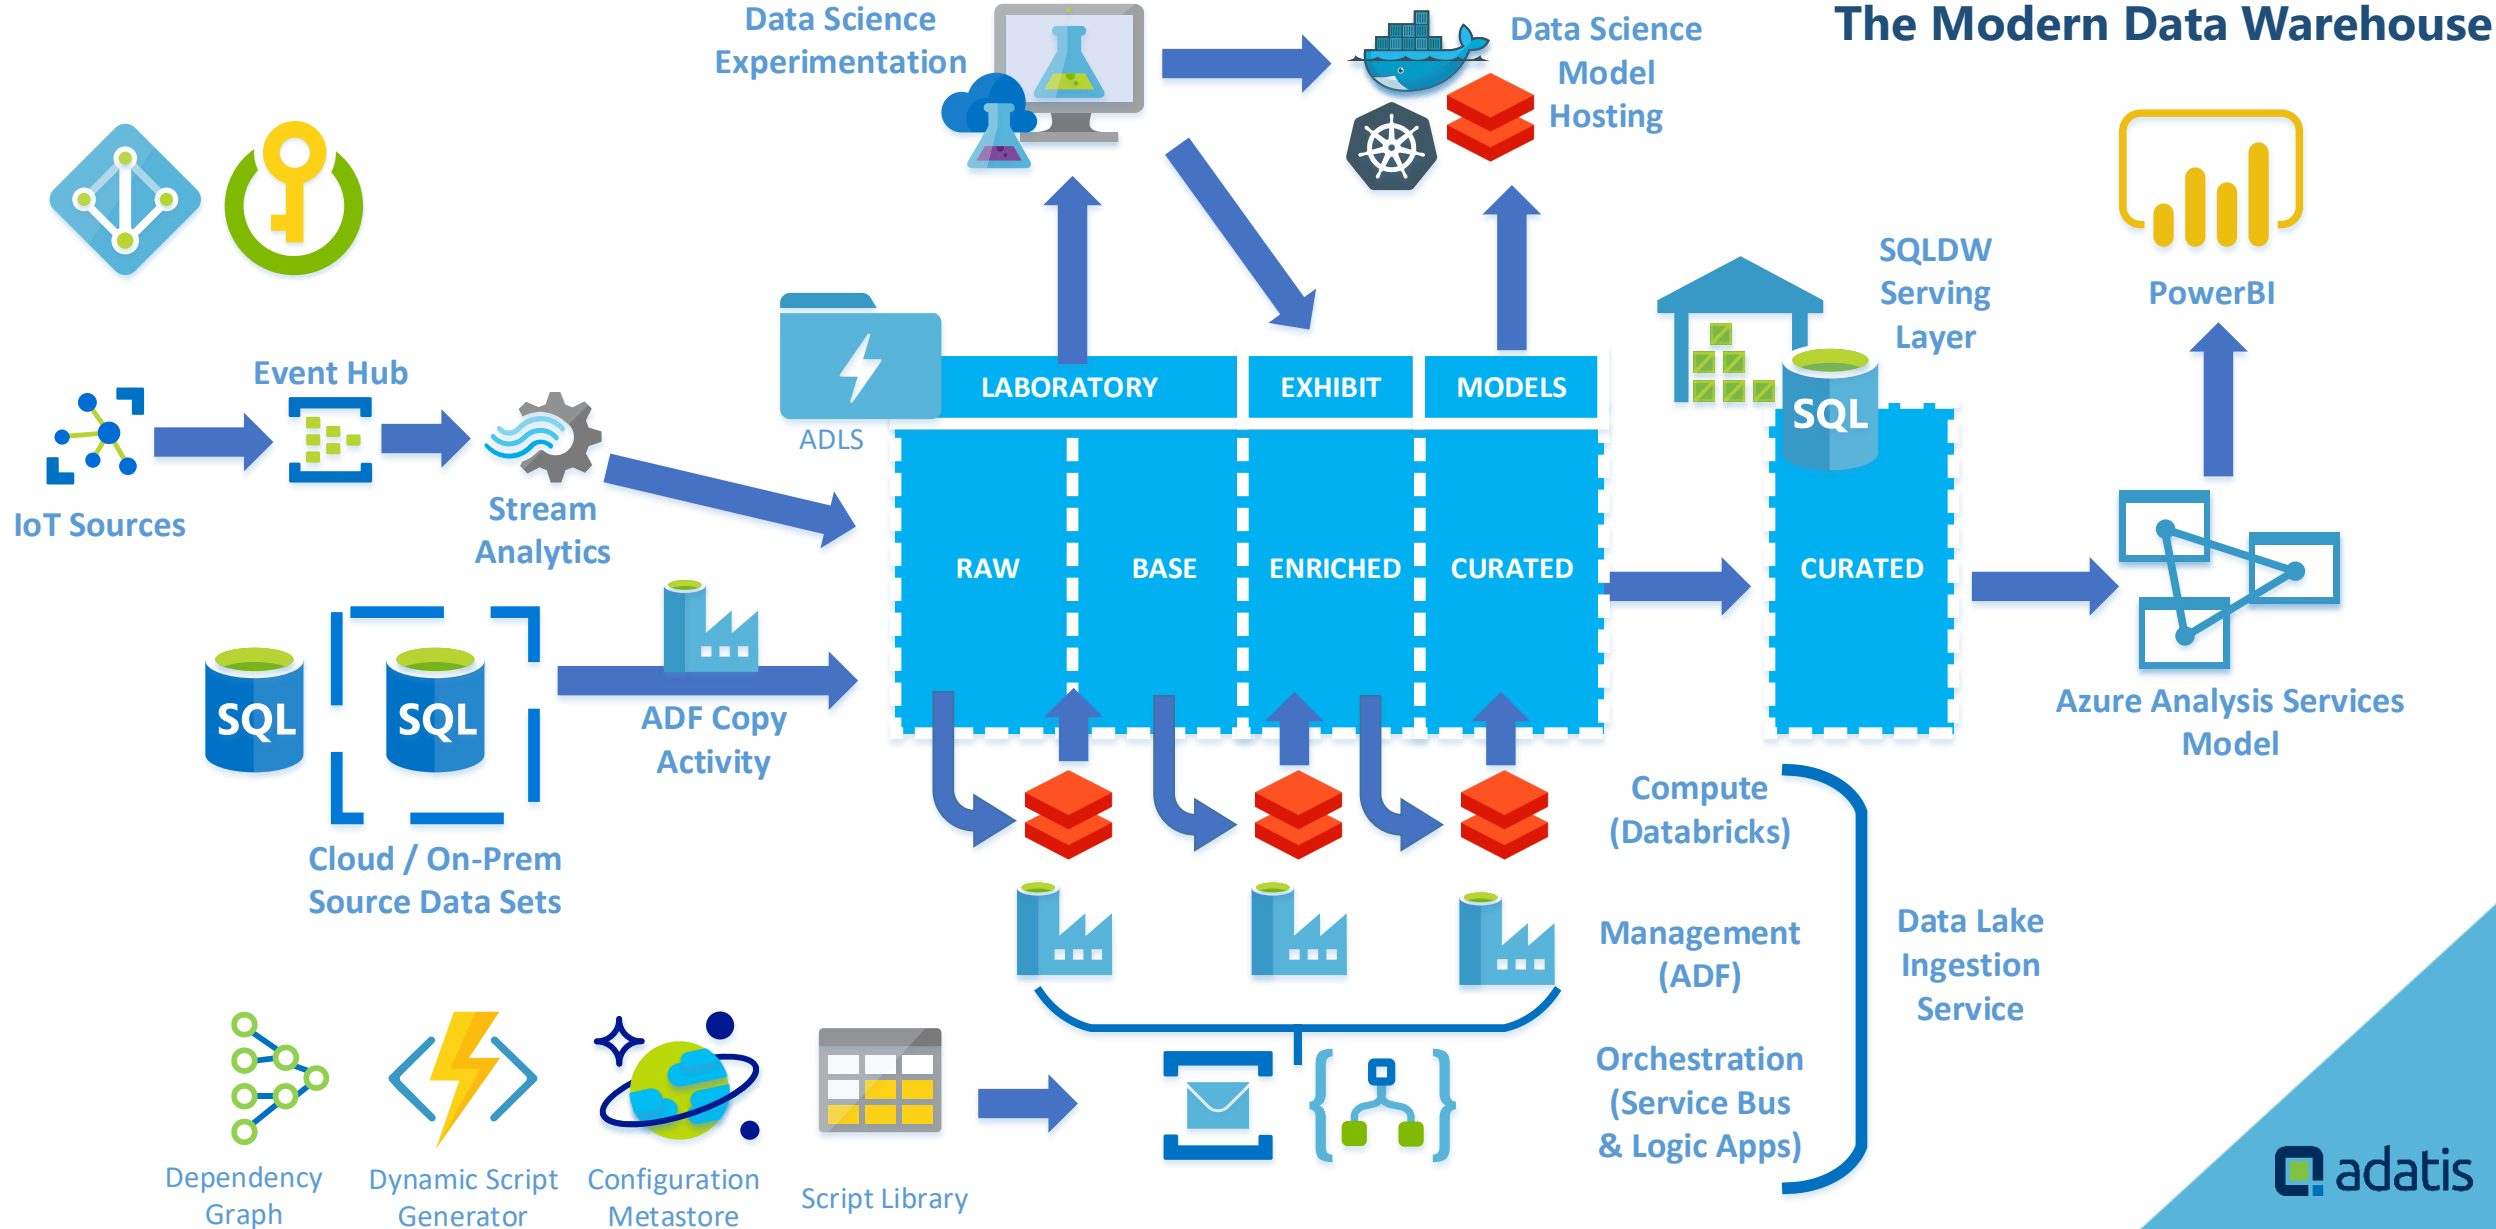 The Modern Data Warehouse
Data Science
Experimentation
Data Science
Model
Hosting
SQLDW
Serving
Layer
PowerBI
Event Hub
IoT Sources
Stream
Analytics
ADLS
LABORATORY
EXHIBIT
MODELS
RAW
BASE
ENRICHED
CURATED
SQL
CURATED
SQL
SQL
Cloud / On-Prem
Source Data Sets
ADF Copy
Activity
Azure Analysis Services
Model
Compute
(Databricks)
Management
(ADF)
Orchestration
(Service Bus
& Logic Apps)
Data Lake
Ingestion
Service
Dependency
Graph
Dynamic Script
Generator
Configuration
Metastore
Script Library
adatis